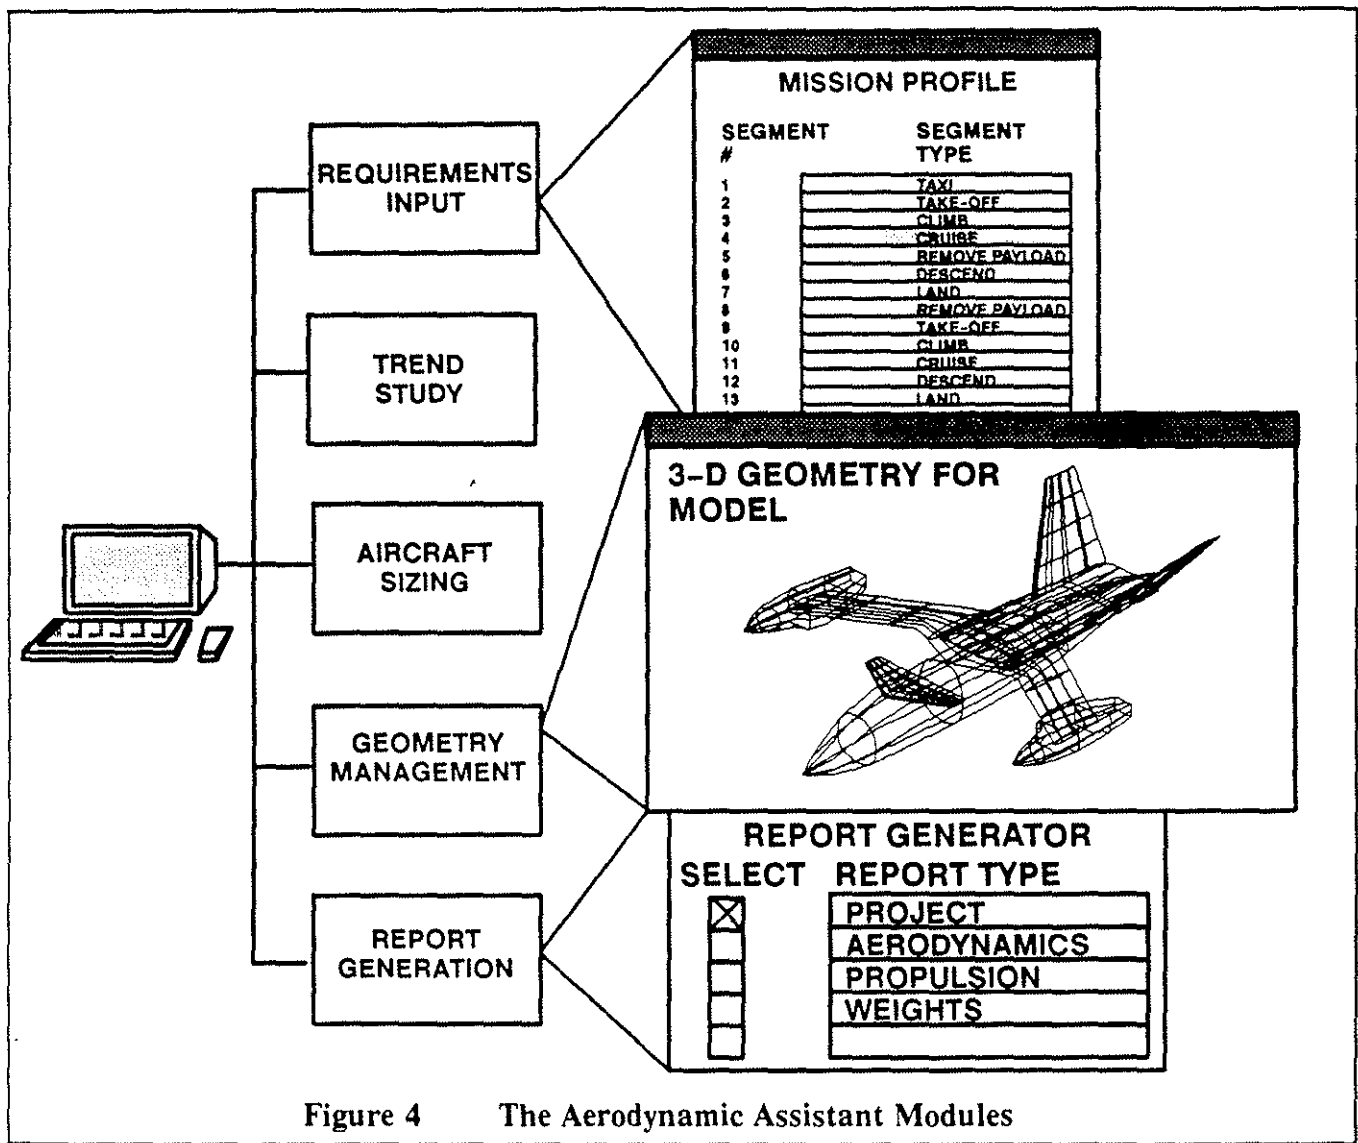 REQUIREMENTS
INPUT
TREND
STUDY
AIRCRAFT
SIZING
GEOMETRY
MANAGEMENT
REPORT
GENERATION
MISSION PROFILE
SEGMENT SEGMENT
# TYPE
1 TAXI
2 TAKE-OFF
3 CLIMB
4 CRUISE
5 REMOVE PAYLOAD
6 DESCEND
7 LAND
8 REMOVE PAYLOAD
9 TAKE-OFF
10 CLIMB
11 CRUISE
12 DESCEND
13 LAND
3-D GEOMETRY FOR
MODEL
REPORT GENERATOR
SELECT REPORT TYPE
PROJECT
AERODYNAMICS
PROPULSION
WEIGHTS
Figure 4 The Aerodynamic Assistant Modules